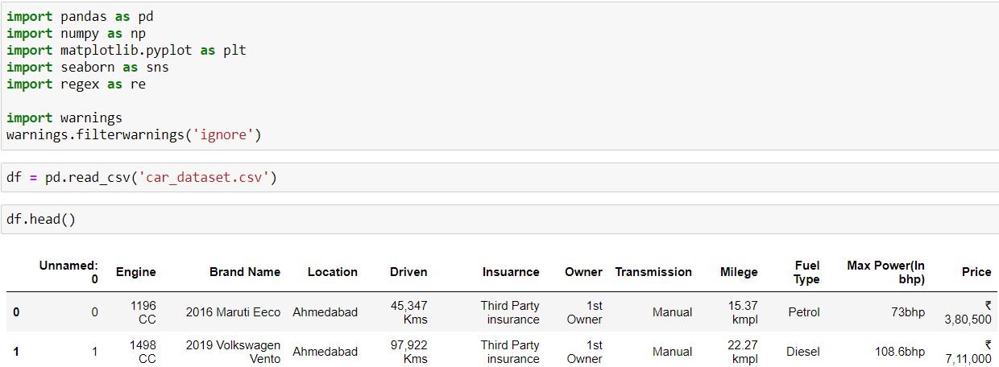 import pandas as pd
import numpy as np
import matplotlib.pyplot as plt
import seaborn as sns
import regex as re
import warnings
warnings.filterwarnings('ignore')
df = pd.read_csv('car_dataset.csv')
df.head()
Unnamed: 0 Engine Brand Name Location Driven Insuarnce Owner Transmission Milege Fuel Type Max Power(In bhp) Price
0 0 1196 CC 2016 Maruti Eeco Ahmedabad 45,347 Kms Third Party insurance 1st Owner Manual 15.37 kmpl Petrol 73bhp ₹ 3,80,500
1 1 1498 CC 2019 Volkswagen Vento Ahmedabad 97,922 Kms Third Party insurance 1st Owner Manual 22.27 kmpl Diesel 108.6bhp ₹ 7,11,000